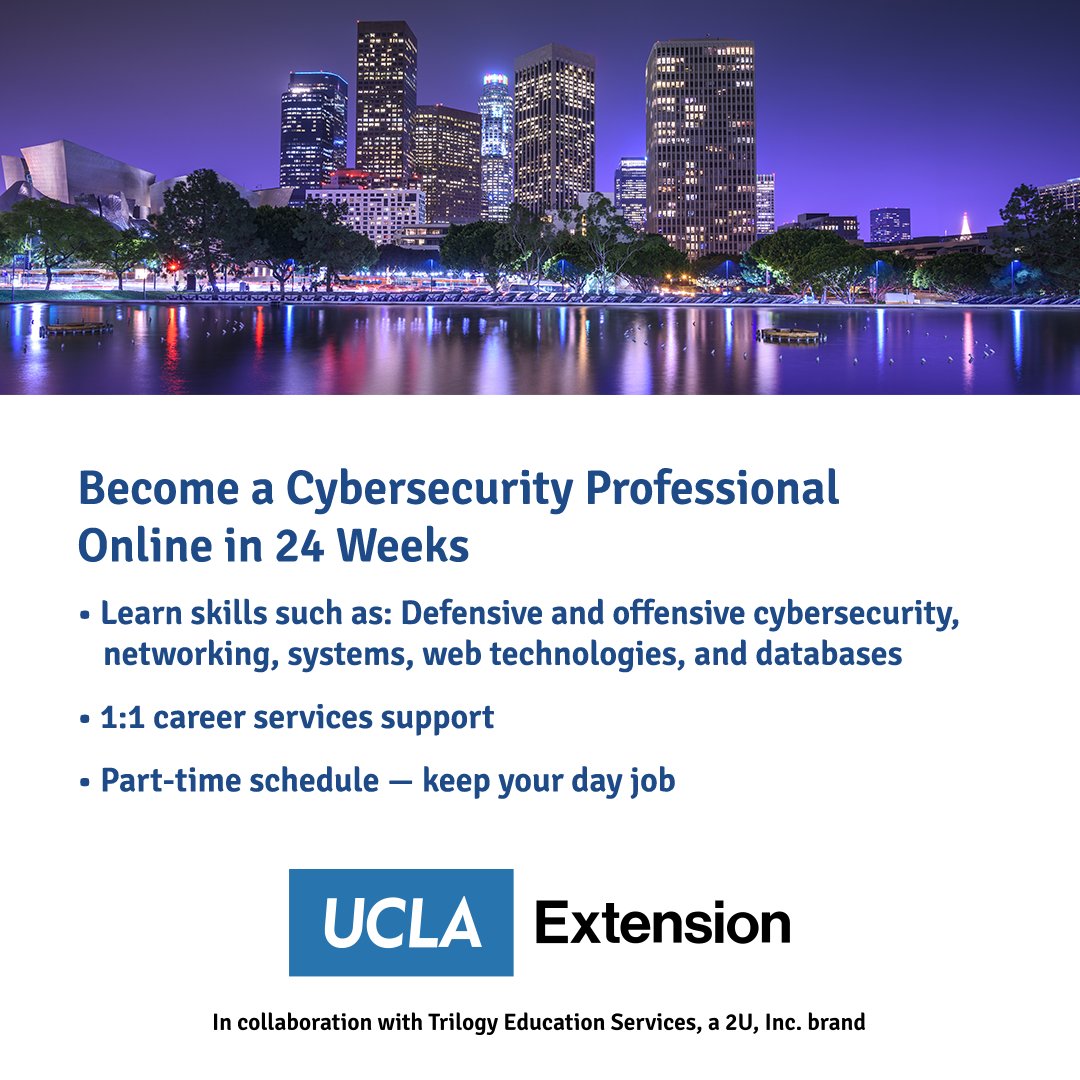 Become a Cybersecurity Professional
Online in 24 Weeks
• Learn skills such as: Defensive and offensive cybersecurity,
networking, systems, web technologies, and databases
• 1:1 career services support
• Part-time schedule — keep your day job
UCLA Extension
In collaboration with Trilogy Education Services, a 2U, Inc. brand